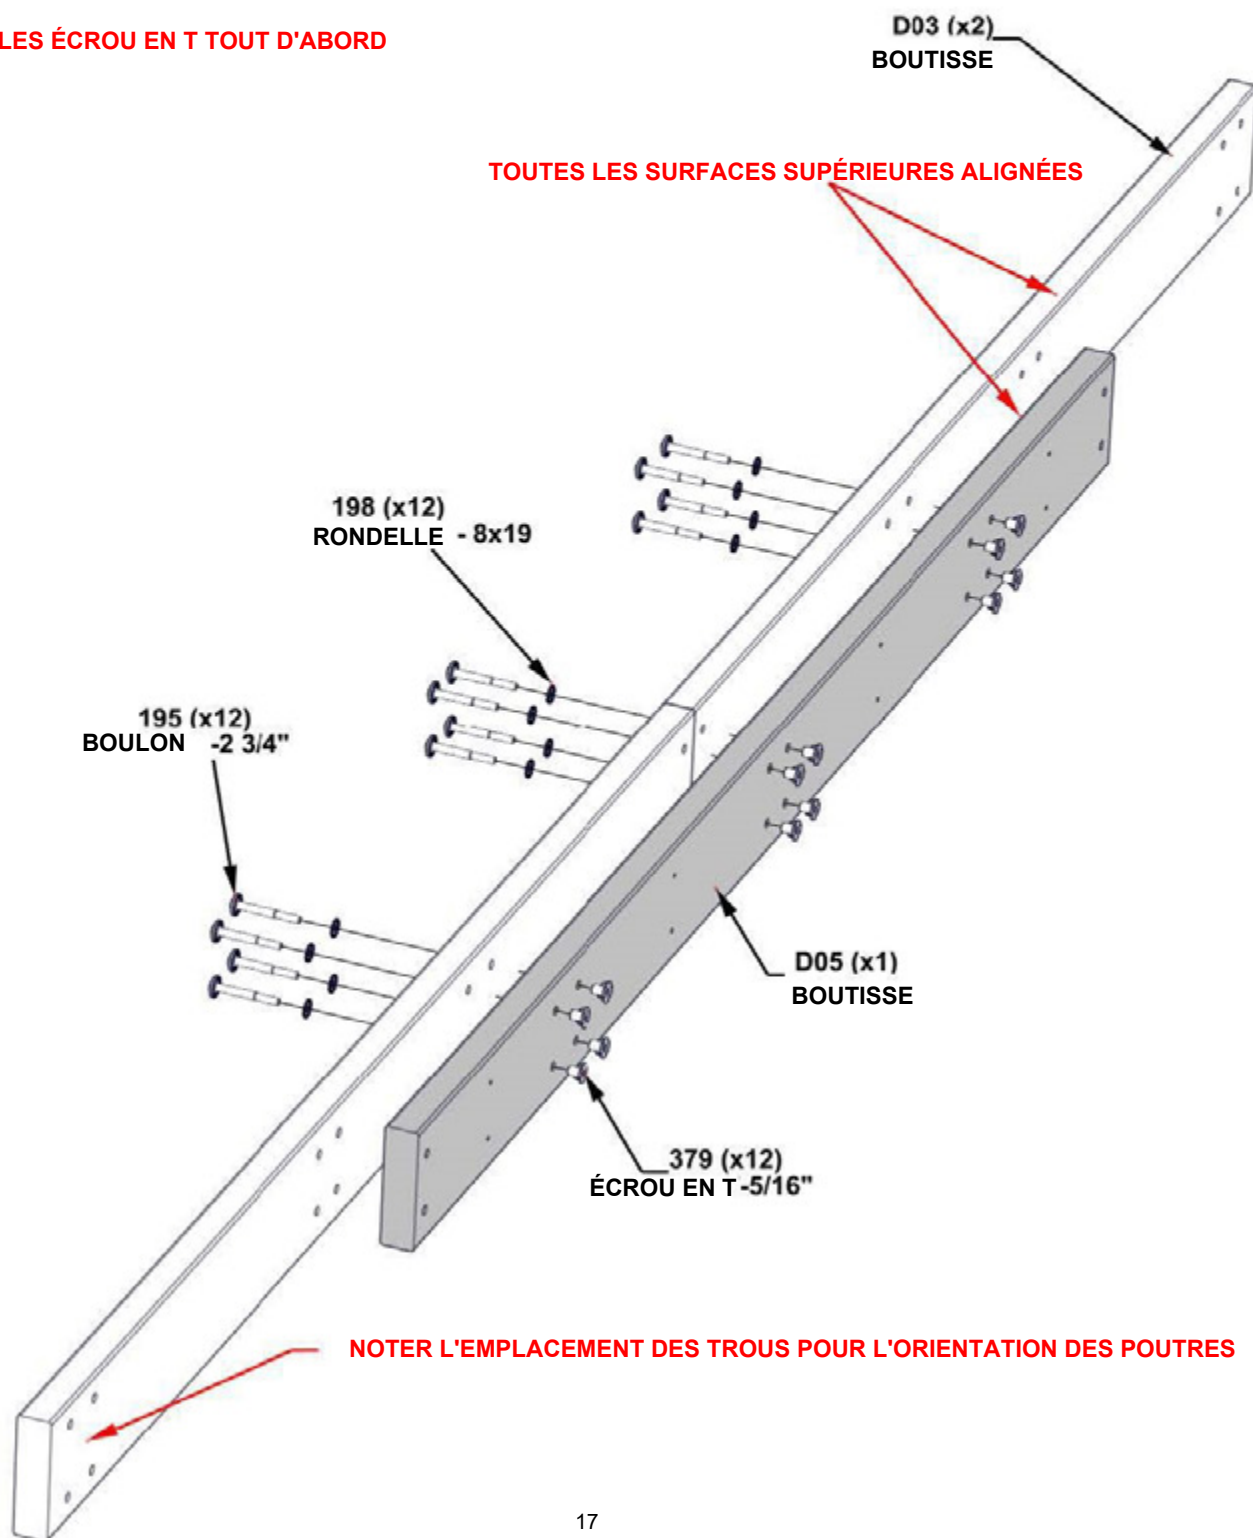 LES ÉCROU EN T TOUT D'ABORD
D03 (x2)
BOUTISSE
TOUTES LES SURFACES SUPÉRIEURES ALIGNÉES
198 (x12)
RONDELLE - 8x19
195 (x12)
BOULON -2 3/4"
D05 (x1)
BOUTISSE
379 (x12)
ÉCROU EN T-5/16"
NOTER L'EMPLACEMENT DES TROUS POUR L'ORIENTATION DES POUTRES
17